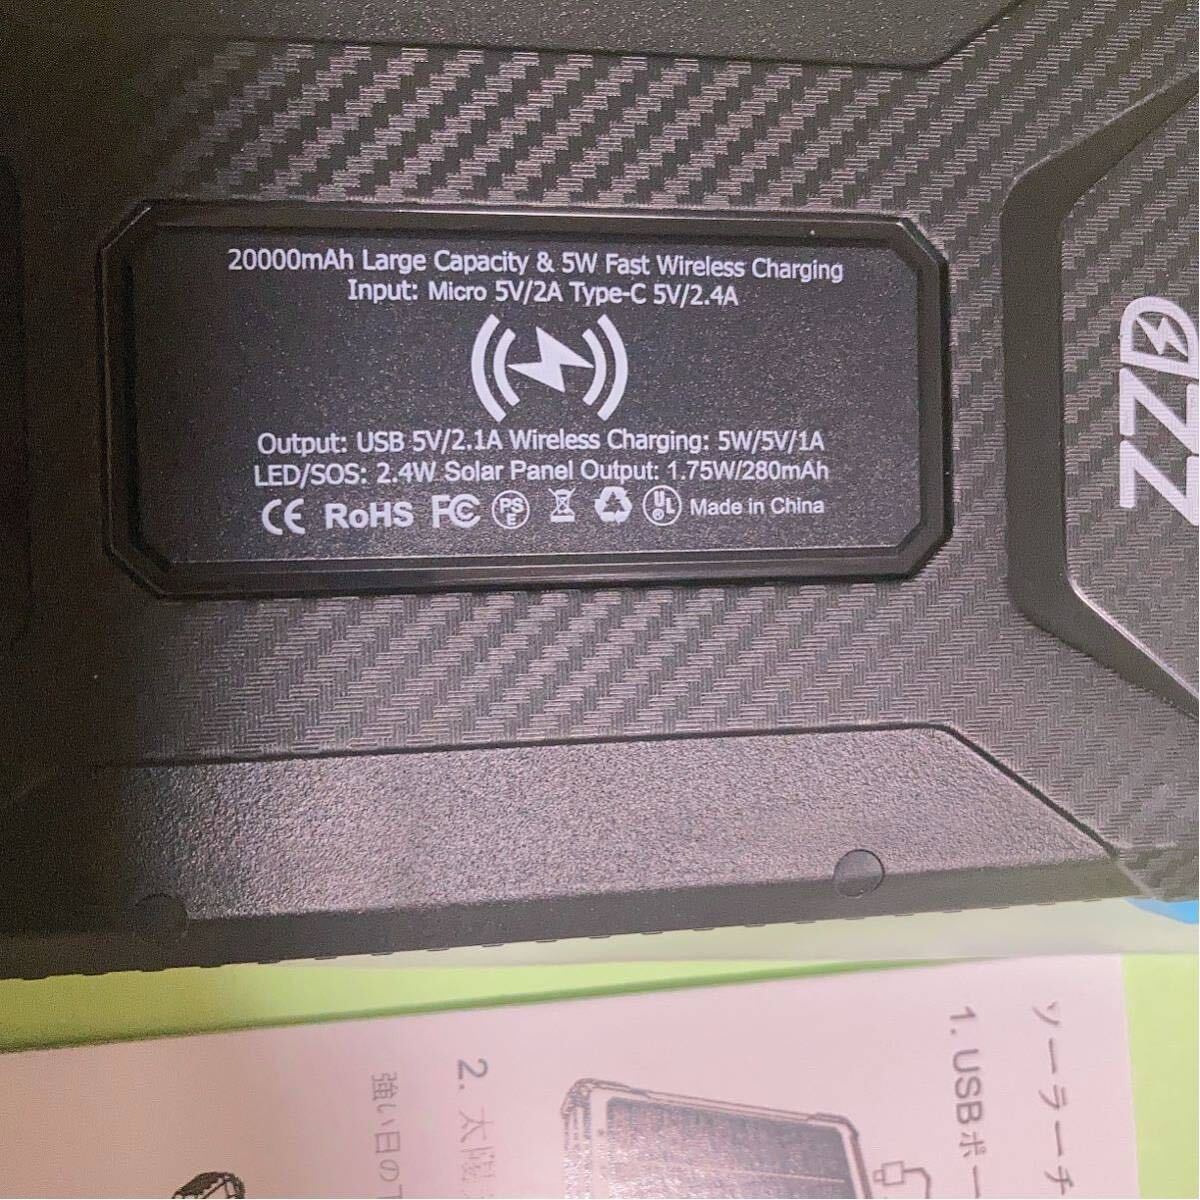 20000mAh Large Capacity & 5W Fast Wireless Charging
Input: Micro 5V/2A Type-C 5V/2.4A
Output: USB 5V/2.1A Wireless Charging: 5W/5V/1A
LED/SOS: 2.4W Solar Panel Output: 1.75W/280mAh
CE RoHS FC PSE UL Made in China
ZZ
ソーラーチ
1. USBポー
2. 太陽
強い日の